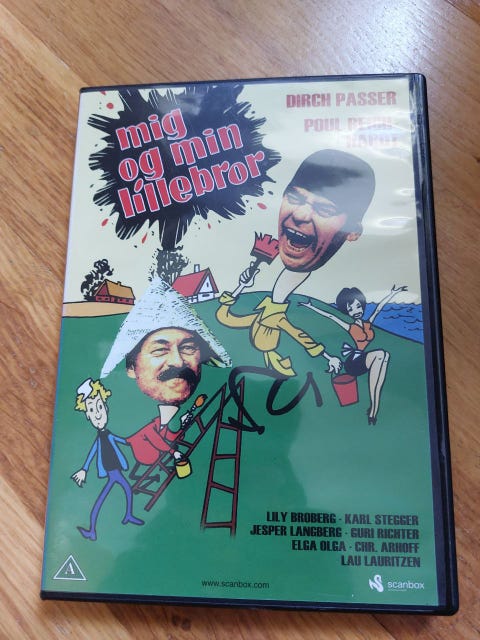 DIRCH PASSER
POUL
mig
og min
lillebror
LILY BROBERG · KARL STEGGER
JESPER LANGBERG · GURI RICHTER
ELGA OLGA · CHR. ARHOFF
LAU LAURITZEN
A
www.scanbox.com
scanbox